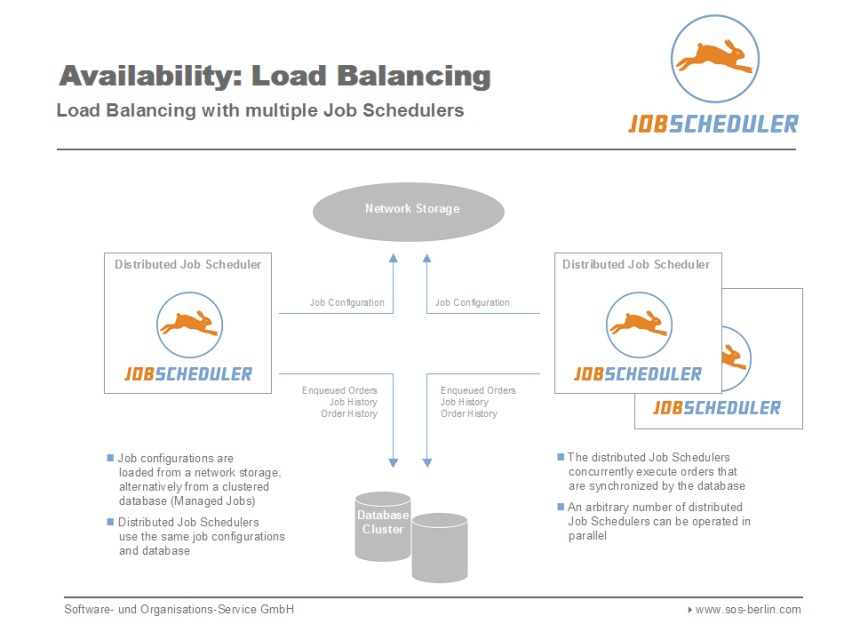 Availability: Load Balancing
Load Balancing with multiple Job Schedulers
JOBSCHEDULER
Network Storage
Distributed Job Scheduler
JOBSCHEDULER
Job Configuration
Job Configuration
Distributed Job Scheduler
JOBSCHEDULER
JOBSCHEDULER
Enqueued Orders
Job History
Order History
Enqueued Orders
Job History
Order History
Job configurations are
loaded from a network storage,
alternatively from a clustered
database (Managed Jobs)
Distributed Job Schedulers
use the same job configurations
and database
Database
Cluster
The distributed Job Schedulers
concurrently execute orders that
are synchronized by the database
An arbitrary number of distributed
Job Schedulers can be operated in
parallel
Software- und Organisations-Service GmbH
www.sos-berlin.com